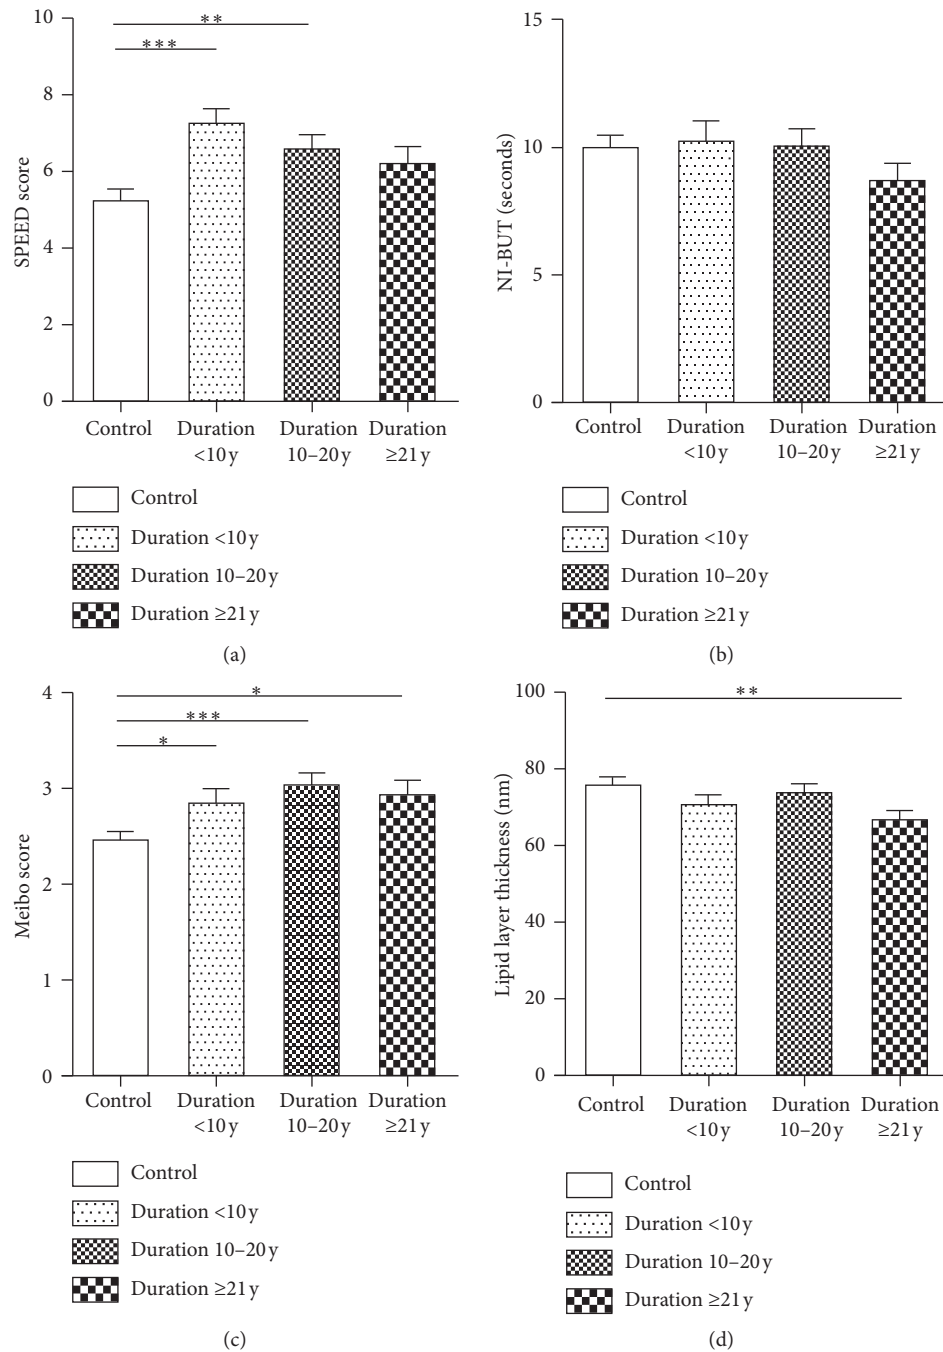 10
8
6
4
2
0
SPEED score
**
***
Control
Duration
<10 y
Duration
10–20 y
Duration
≥21 y
Control
Duration <10 y
Duration 10–20 y
Duration ≥21 y
(a)
15
10
5
0
NI-BUT (seconds)
Control
Duration
<10 y
Duration
10–20 y
Duration
≥21 y
Control
Duration <10 y
Duration 10–20 y
Duration ≥21 y
(b)
4
3
2
1
0
Meibo score
*
***
*
Control
Duration
<10 y
Duration
10–20 y
Duration
≥21 y
Control
Duration <10 y
Duration 10–20 y
Duration ≥21 y
(c)
100
80
60
40
20
0
Lipid layer thickness (nm)
**
Control
Duration
<10 y
Duration
10–20 y
Duration
≥21 y
Control
Duration <10 y
Duration 10–20 y
Duration ≥21 y
(d)